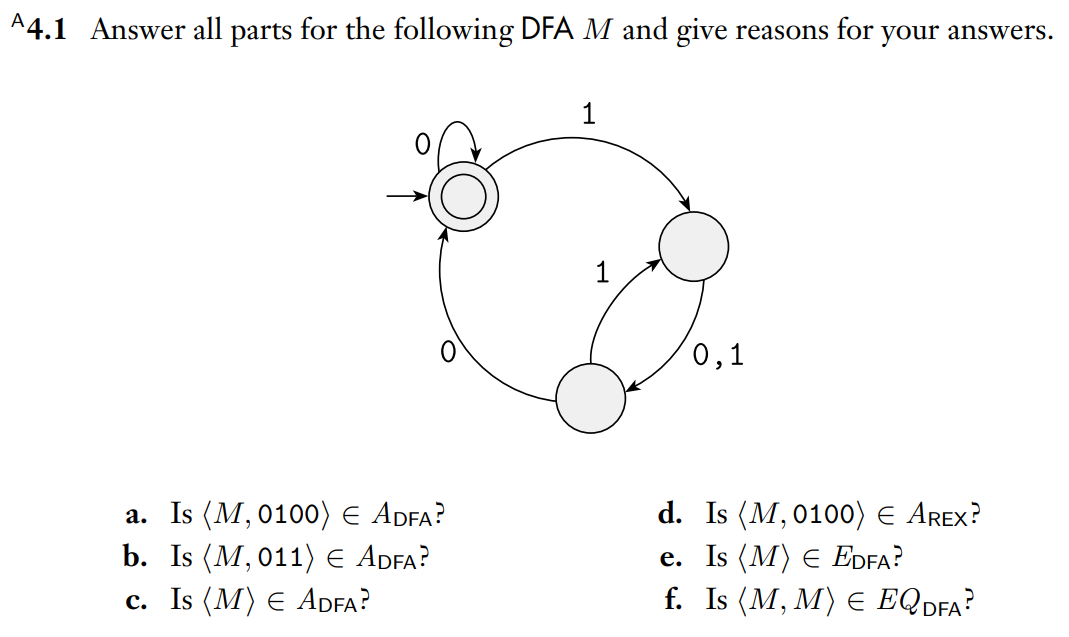 A4.1 Answer all parts for the following DFA M and give reasons for your answers.
1
0
1
0
0,1
a. Is ⟨M, 0100⟩ ∈ ADFA?
b. Is ⟨M, 011⟩ ∈ ADFA?
c. Is ⟨M⟩ ∈ ADFA?
d. Is ⟨M, 0100⟩ ∈ AREX?
e. Is ⟨M⟩ ∈ EDFA?
f. Is ⟨M, M⟩ ∈ EQDFA?